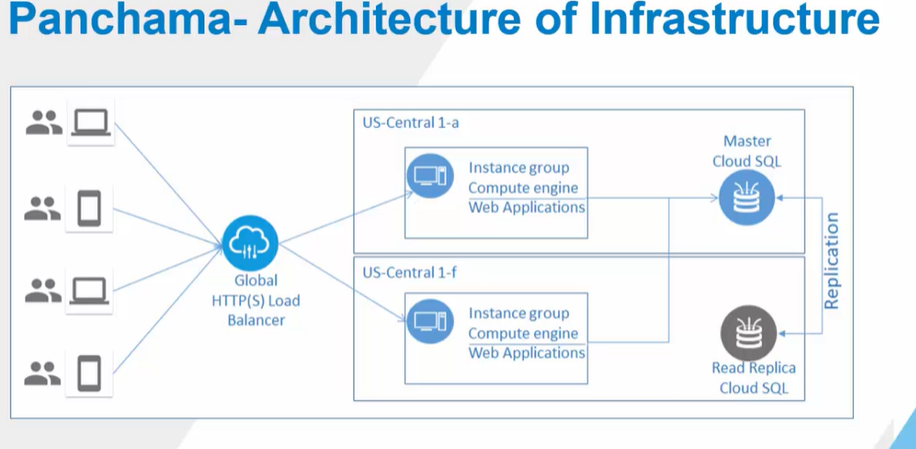 Panchama- Architecture of Infrastructure
US-Central 1-a
Instance group
Compute engine
Web Applications
Master
Cloud SQL
Global
HTTP(S) Load
Balancer
US-Central 1-f
Instance group
Compute engine
Web Applications
Read Replica
Cloud SQL
Replication